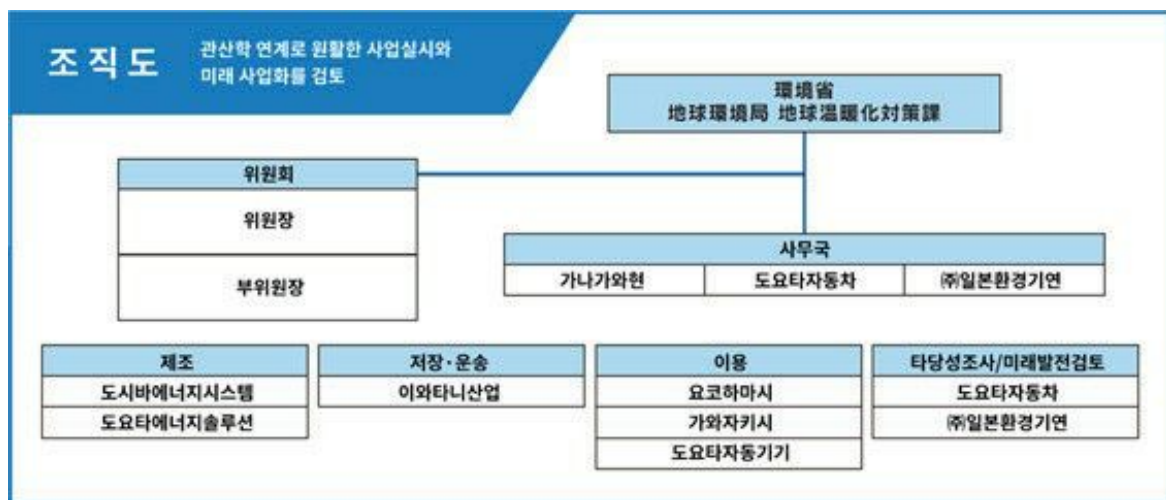 조직도
관산학 연계로 원활한 사업실시와
미래 사업화를 검토
環境省
地球環境局 地球温暖化対策課
위원회
위원장
부위원장
사무국
가나가와현
도요타자동차
㈜일본환경기연
제조
도시바에너지시스템
도요타에너지솔루션
저장·운송
이와타니산업
이용
요코하마시
가와자키시
도요타자동기기
타당성조사/미래발전검토
도요타자동차
㈜일본환경기연